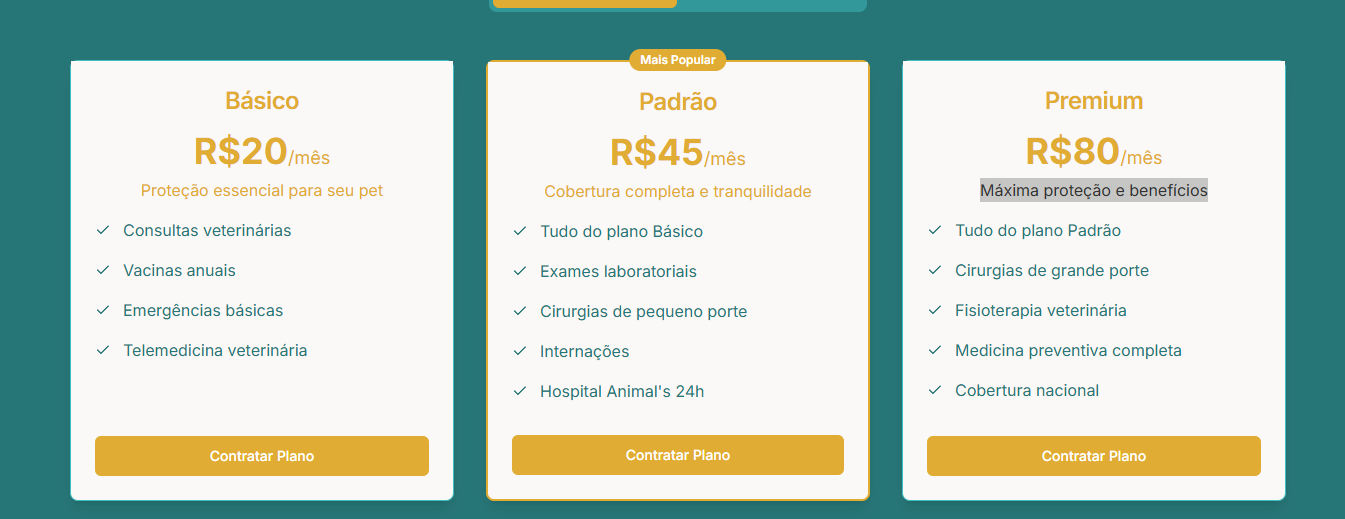 Básico
R$20/mês
Proteção essencial para seu pet
Consultas veterinárias
Vacinas anuais
Emergências básicas
Telemedicina veterinária
Contratar Plano
Mais Popular
Padrão
R$45/mês
Cobertura completa e tranquilidade
Tudo do plano Básico
Exames laboratoriais
Cirurgias de pequeno porte
Internações
Hospital Animal's 24h
Contratar Plano
Premium
R$80/mês
Máxima proteção e benefícios
Tudo do plano Padrão
Cirurgias de grande porte
Fisioterapia veterinária
Medicina preventiva completa
Cobertura nacional
Contratar Plano